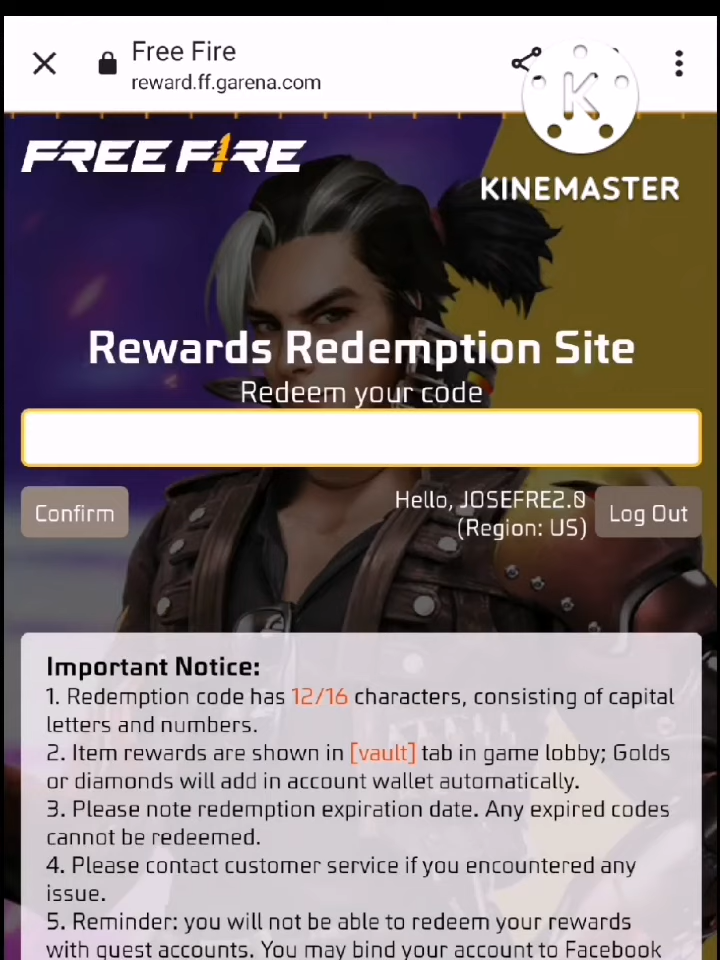 Free Fire
reward.ff.garena.com
K
KINEMASTER
FREE FIRE
Rewards Redemption Site
Redeem your code
Confirm
Hello, JOSEFRE2.0
(Region: US)
Log Out
Important Notice:
1. Redemption code has 12/16 characters, consisting of capital
letters and numbers.
2. Item rewards are shown in [vault] tab in game lobby; Golds
or diamonds will add in account wallet automatically.
3. Please note redemption expiration date. Any expired codes
cannot be redeemed.
4. Please contact customer service if you encountered any
issue.
5. Reminder: you will not be able to redeem your rewards
with guest accounts. You may bind your account to Facebook